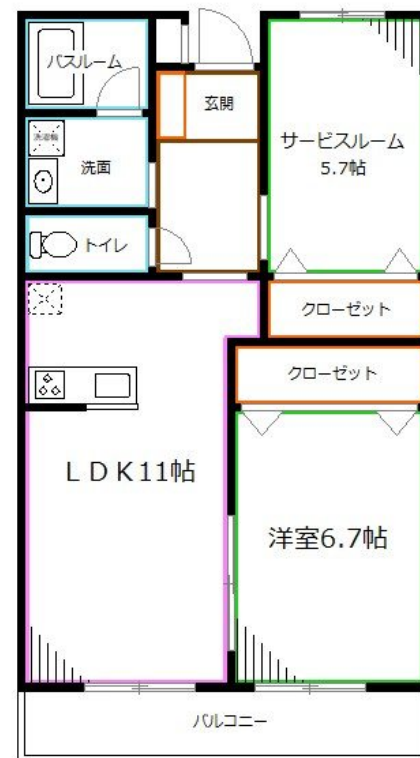 バスルーム
玄関
サービスルーム
5.7帖
洗濯機
洗面
トイレ
クローゼット
クローゼット
LDK11帖
洋室6.7帖
バルコニー